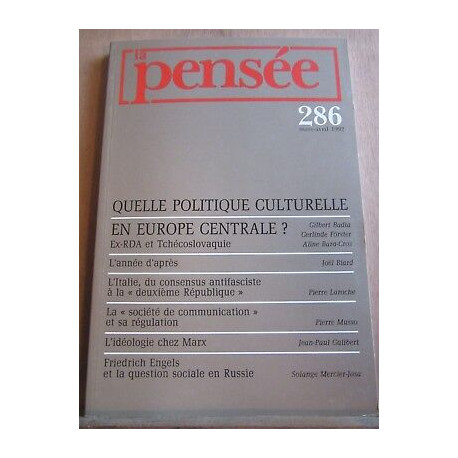 la
pensée
286
mars-avril 1992
QUELLE POLITIQUE CULTURELLE
EN EUROPE CENTRALE ?
Ex-RDA et Tchécoslovaquie
Gilbert Badia
Gerlinde Förster
Aline Baza-Cros
L'année d'après
Joël Biard
L'Italie, du consensus antifasciste
à la « deuxième République »
Pierre Laroche
La « société de communication »
et sa régulation
Pierre Musso
L'idéologie chez Marx
Jean-Paul Galibert
Friedrich Engels
et la question sociale en Russie
Solange Mercier-Josa